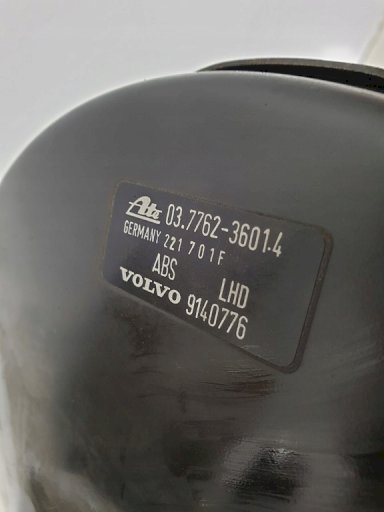 Ate 03.7762-3601.4
GERMANY 221 701F
ABS LHD
VOLVO 9140776